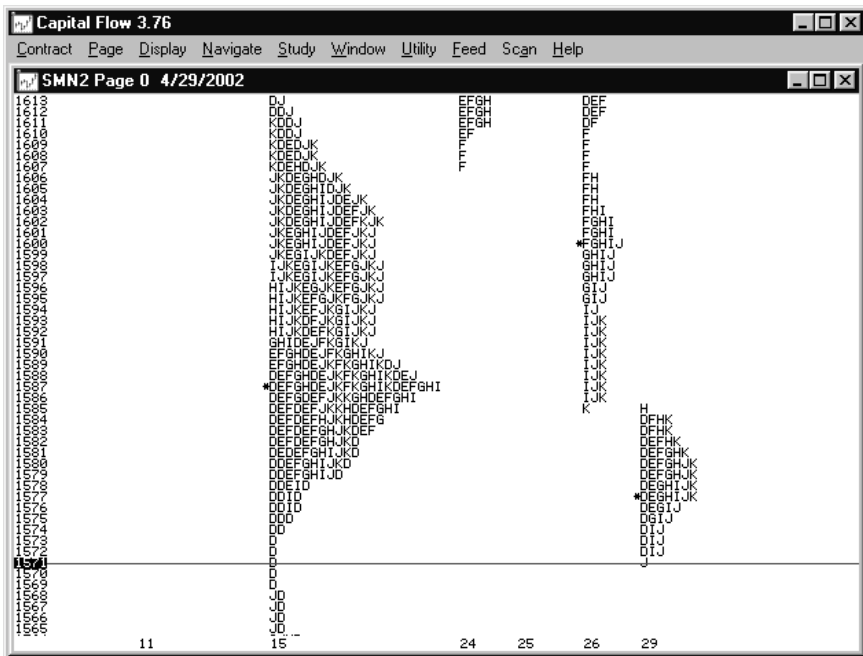 Capital Flow 3.76
Contract Page Display Navigate Study Window Utility Feed Scan Help
SMN2 Page 0 4/29/2002
1613 DJ EFGH DEF
1612 DDJ EFGH DEF
1611 KDDJ EFGH DF
1610 KDDJ EF F
1609 KDEDJK F F
1608 KDEDJK F F
1607 KDEHDJK F F
1606 JKDEGHDJK FH
1605 JKDEGHIDJK FH
1604 JKDEGHIJDEJK FH
1603 JKDEGHIJDEFJK FHI
1602 JKDEGHIJDEFKJK FGHI
1601 JKEGHIJDEFJKJ FGHI
1600 JKEGHIJDEFJKJ *FGHIJ
1599 JKEGIJKDEFJKJ GHIJ
1598 IJKEGIJKEFGJKJ GHIJ
1597 IJKEGIJKEFGJKJ GHIJ
1596 HIJKEGJKEFGJKJ GIJ
1595 HIJKEFGJKFGJKJ GIJ
1594 HIJKEFJKGIJKJ IJ
1593 HIJKDFJKGIJKJ IJK
1592 HIJKDEFKGIJKJ IJK
1591 GHIDEJFKGIKJ IJK
1590 EFGHDEJFKGHIKJ IJK
1589 EFGHDEJKFKGHIKDJ IJK
1588 DEFGHDEJKFKGHIKDEJ IJK
1587 *DEFGHDEJKFKGHIKDEFGHI IJK
1586 DEFGDEFJKKGHDEFGHI IJK
1585 DEFDEFJKKHDEFGHI K H
1584 DEFDEFHJKHDEFG DFHK
1583 DEFDEFGHJKDEF DFHK
1582 DEFDEFGHJKD DEFHK
1581 DEDEFGHIJKD DEFGHK
1580 DDEFGHIJKD DEFGHJK
1579 DDEFGHIJD DEFGHJK
1578 DDEID DEGHIJK
1577 DDID *DEGHIJK
1576 DDID DEGIJ
1575 DDD DGIJ
1574 DD DIJ
1573 D DIJ
1572 D DIJ
1571 D J
1570 D
1569 D
1568 JD
1567 JD
1566 JD
1565 JD
11 15 24 25 26 29